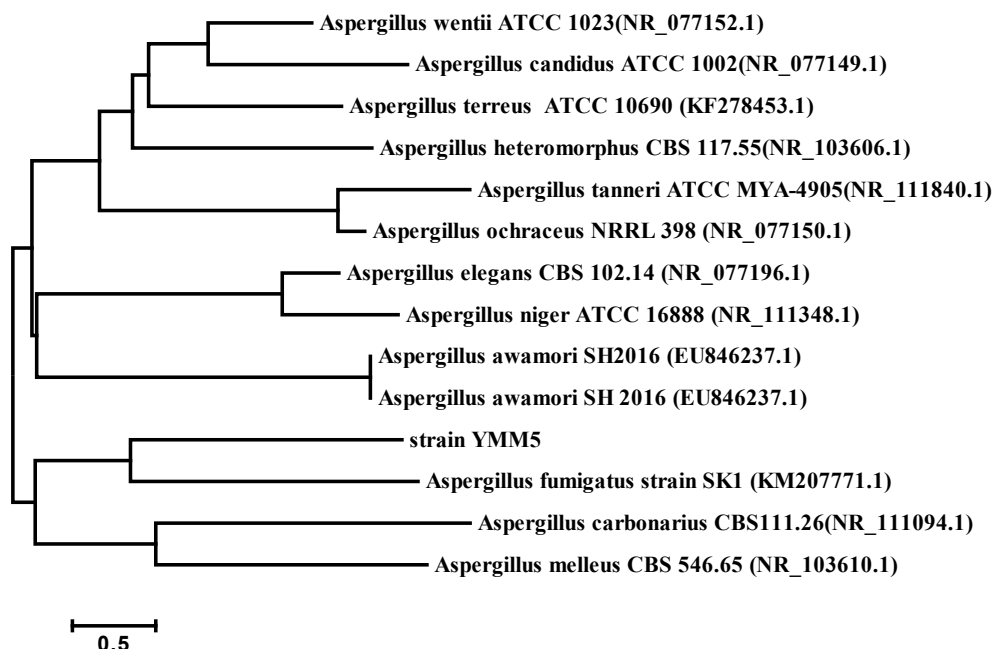 Aspergillus wentii ATCC 1023(NR_077152.1)
Aspergillus candidus ATCC 1002(NR_077149.1)
Aspergillus terreus ATCC 10690 (KF278453.1)
Aspergillus heteromorphus CBS 117.55(NR_103606.1)
Aspergillus tanneri ATCC MYA-4905(NR_111840.1)
Aspergillus ochraceus NRRL 398 (NR_077150.1)
Aspergillus elegans CBS 102.14 (NR_077196.1)
Aspergillus niger ATCC 16888 (NR_111348.1)
Aspergillus awamori SH2016 (EU846237.1)
Aspergillus awamori SH 2016 (EU846237.1)
strain YMM5
Aspergillus fumigatus strain SK1 (KM207771.1)
Aspergillus carbonarius CBS111.26(NR_111094.1)
Aspergillus melleus CBS 546.65 (NR_103610.1)
0.5